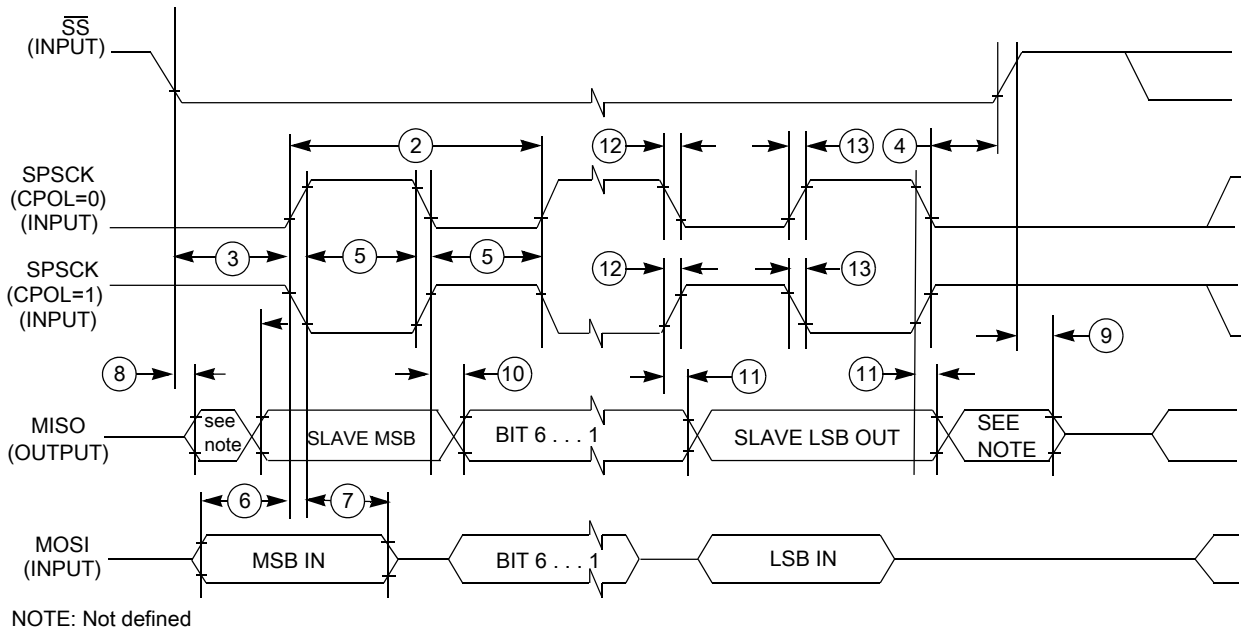 SS
(INPUT)
2
12
13
4
SPSCK
(CPOL=0)
(INPUT)
3
5
5
SPSCK
(CPOL=1)
(INPUT)
12
13
8
10
11
11
9
MISO
(OUTPUT)
see
note
SLAVE MSB
BIT 6 . . . 1
SLAVE LSB OUT
SEE
NOTE
6
7
MOSI
(INPUT)
MSB IN
BIT 6 . . . 1
LSB IN
NOTE: Not defined